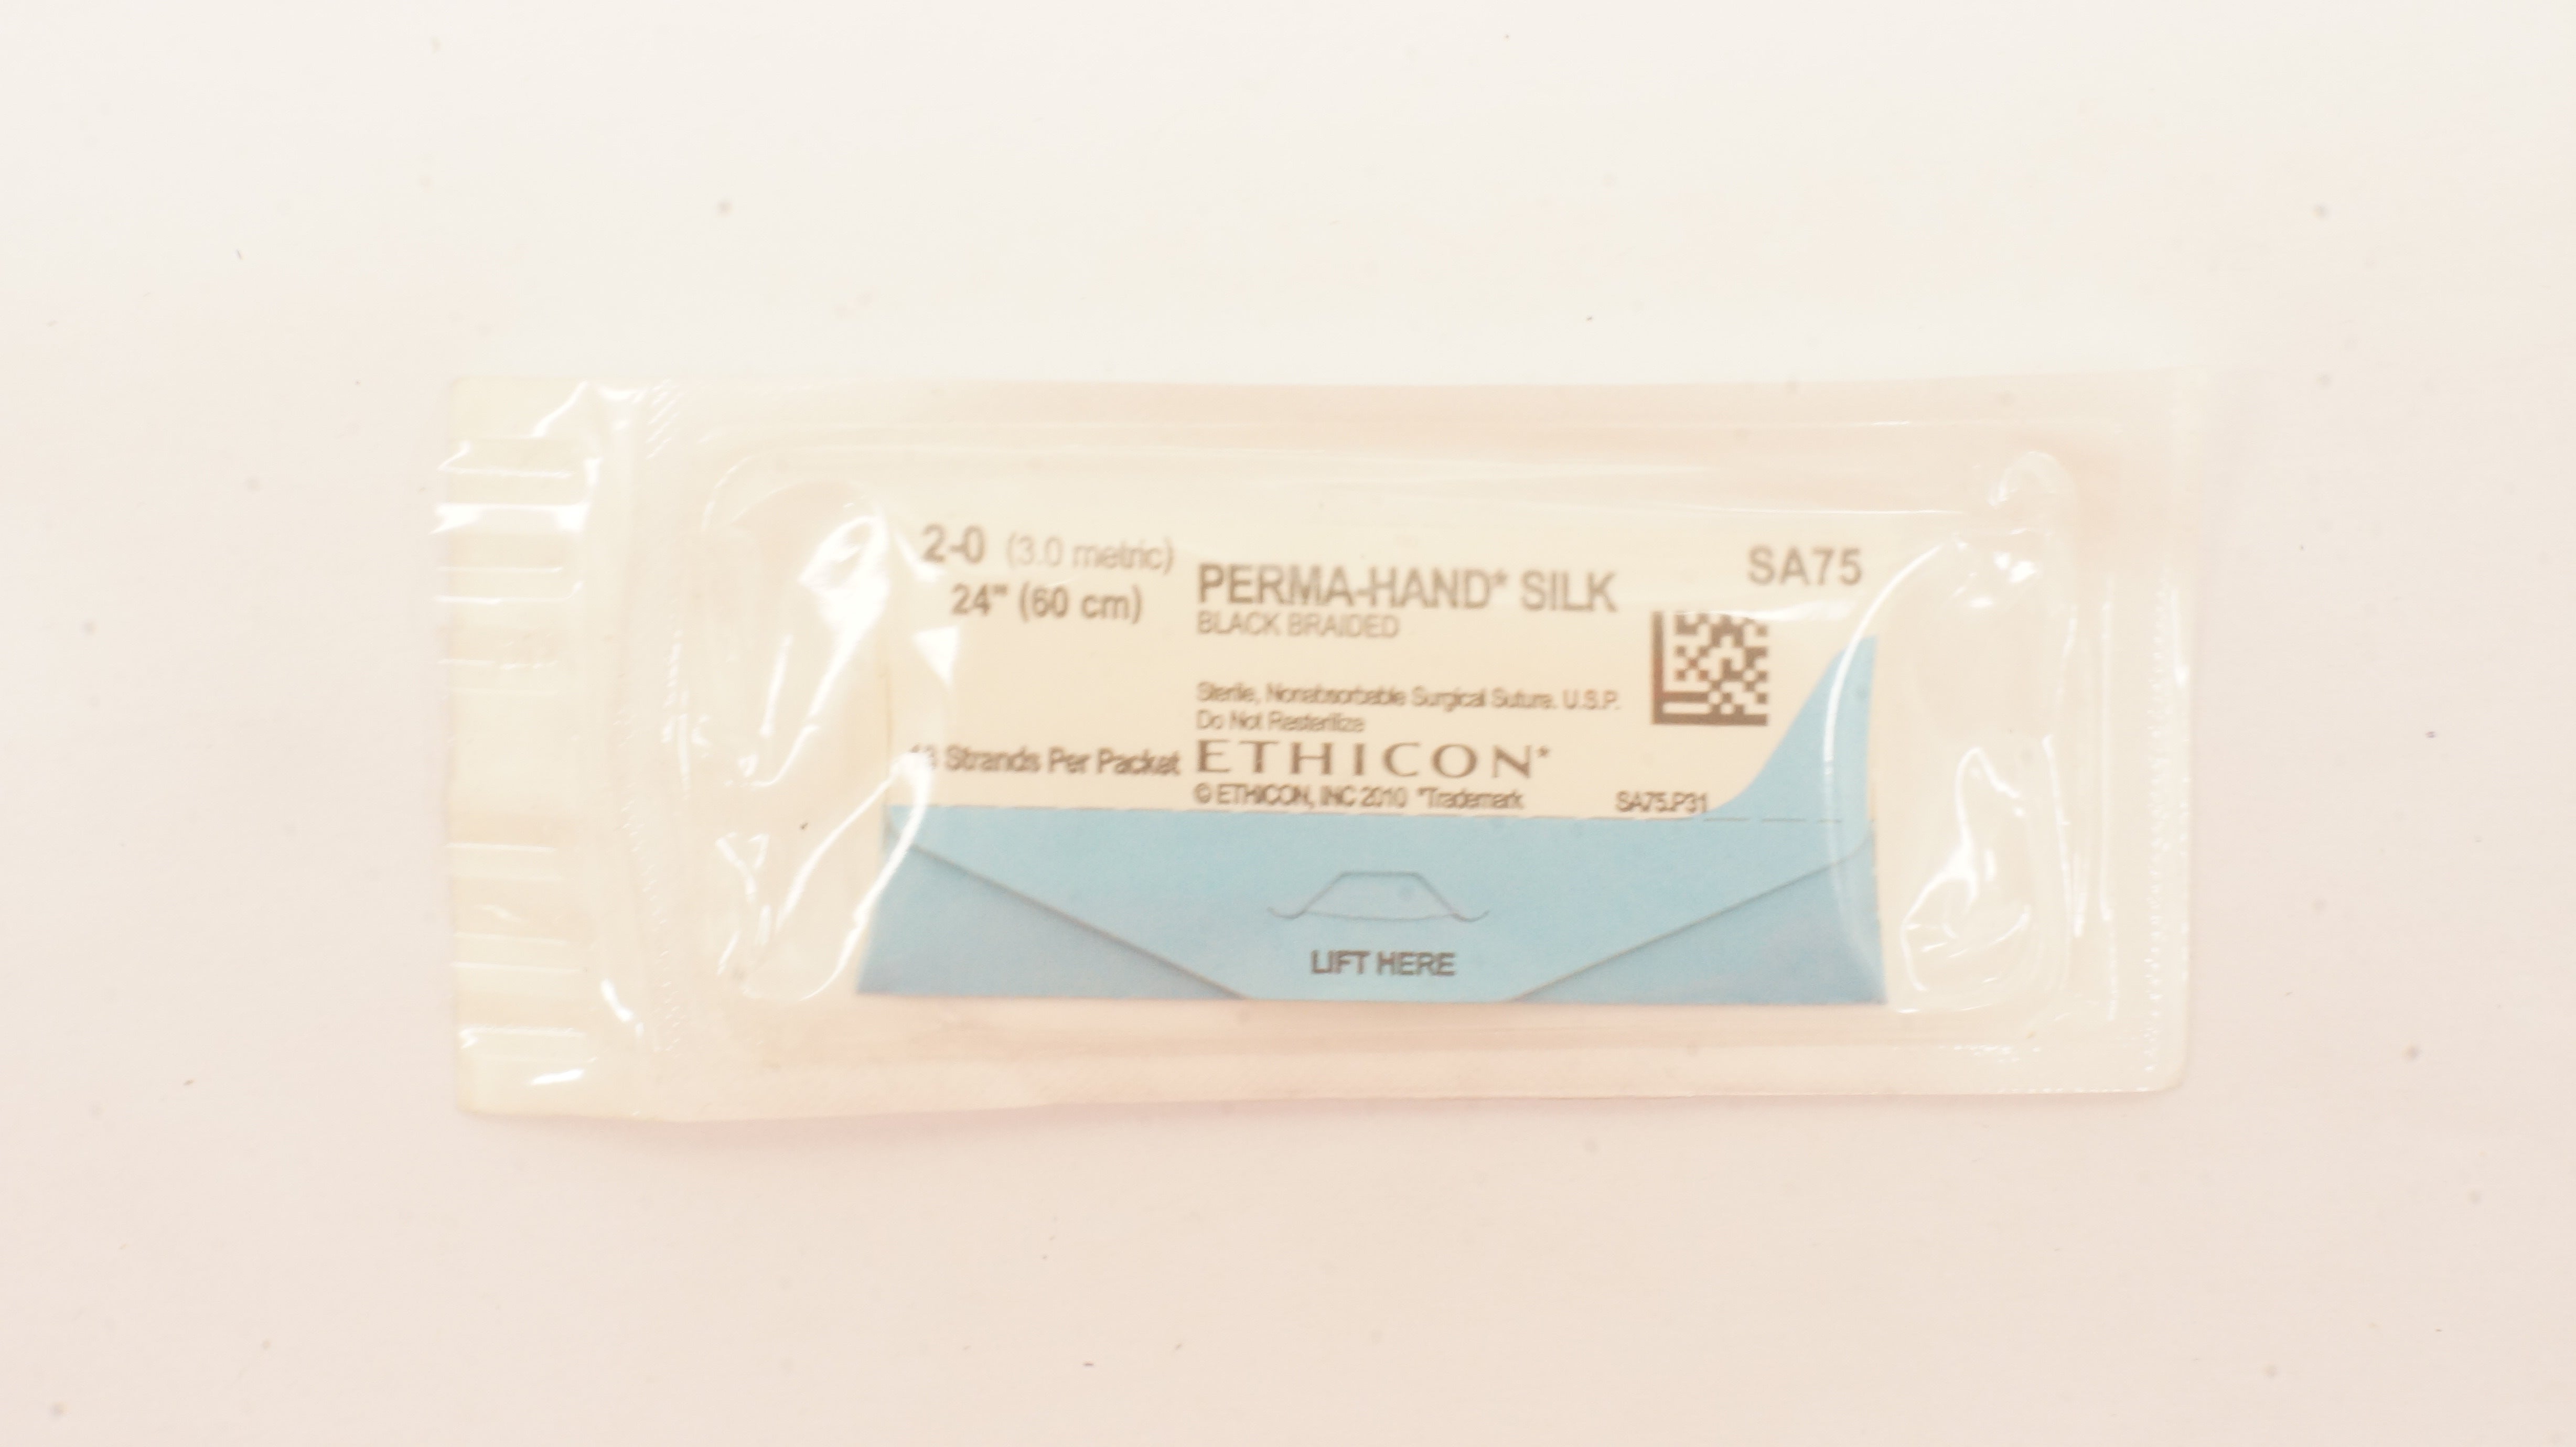 2-0 (3.0 metric)
24" (60 cm)
PERMA-HAND* SILK
BLACK BRAIDED
SA75
Sterile, Nonabsorbable Surgical Suture. U.S.P.
Do Not Resterilize
Strands Per Packet
ETHICON*
© ETHICON, INC 2010 *Trademark
SA75.P31
LIFT HERE